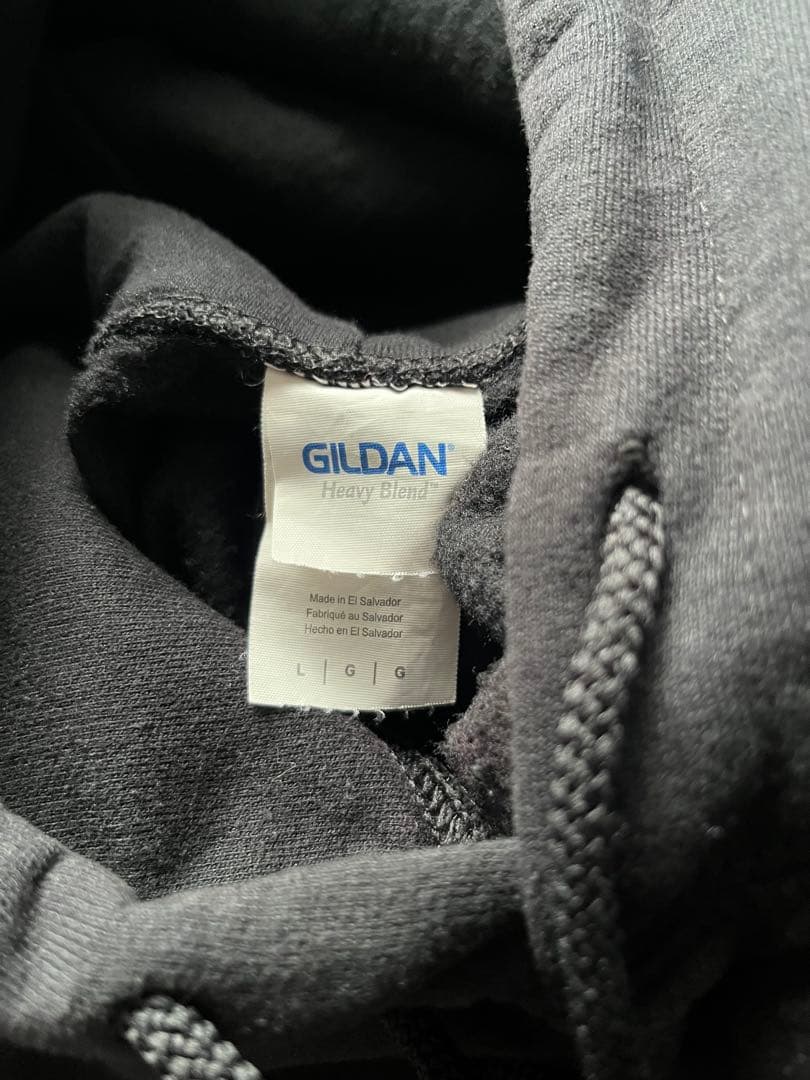 GILDAN®
Heavy Blend™
Made in El Salvador
Fabriqué au Salvador
Hecho en El Salvador
L | G | G